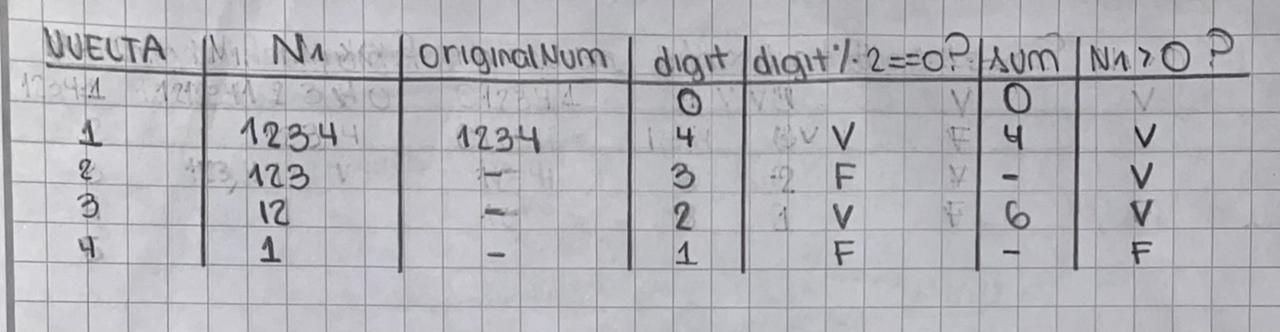 VUELTA N1 originalNum digit digit % 2==0? sum N1>0?
0 0
1 1234 1234 4 V 4 V
2 123 - 3 F - V
3 12 - 2 V 6 V
4 1 - 1 F - F